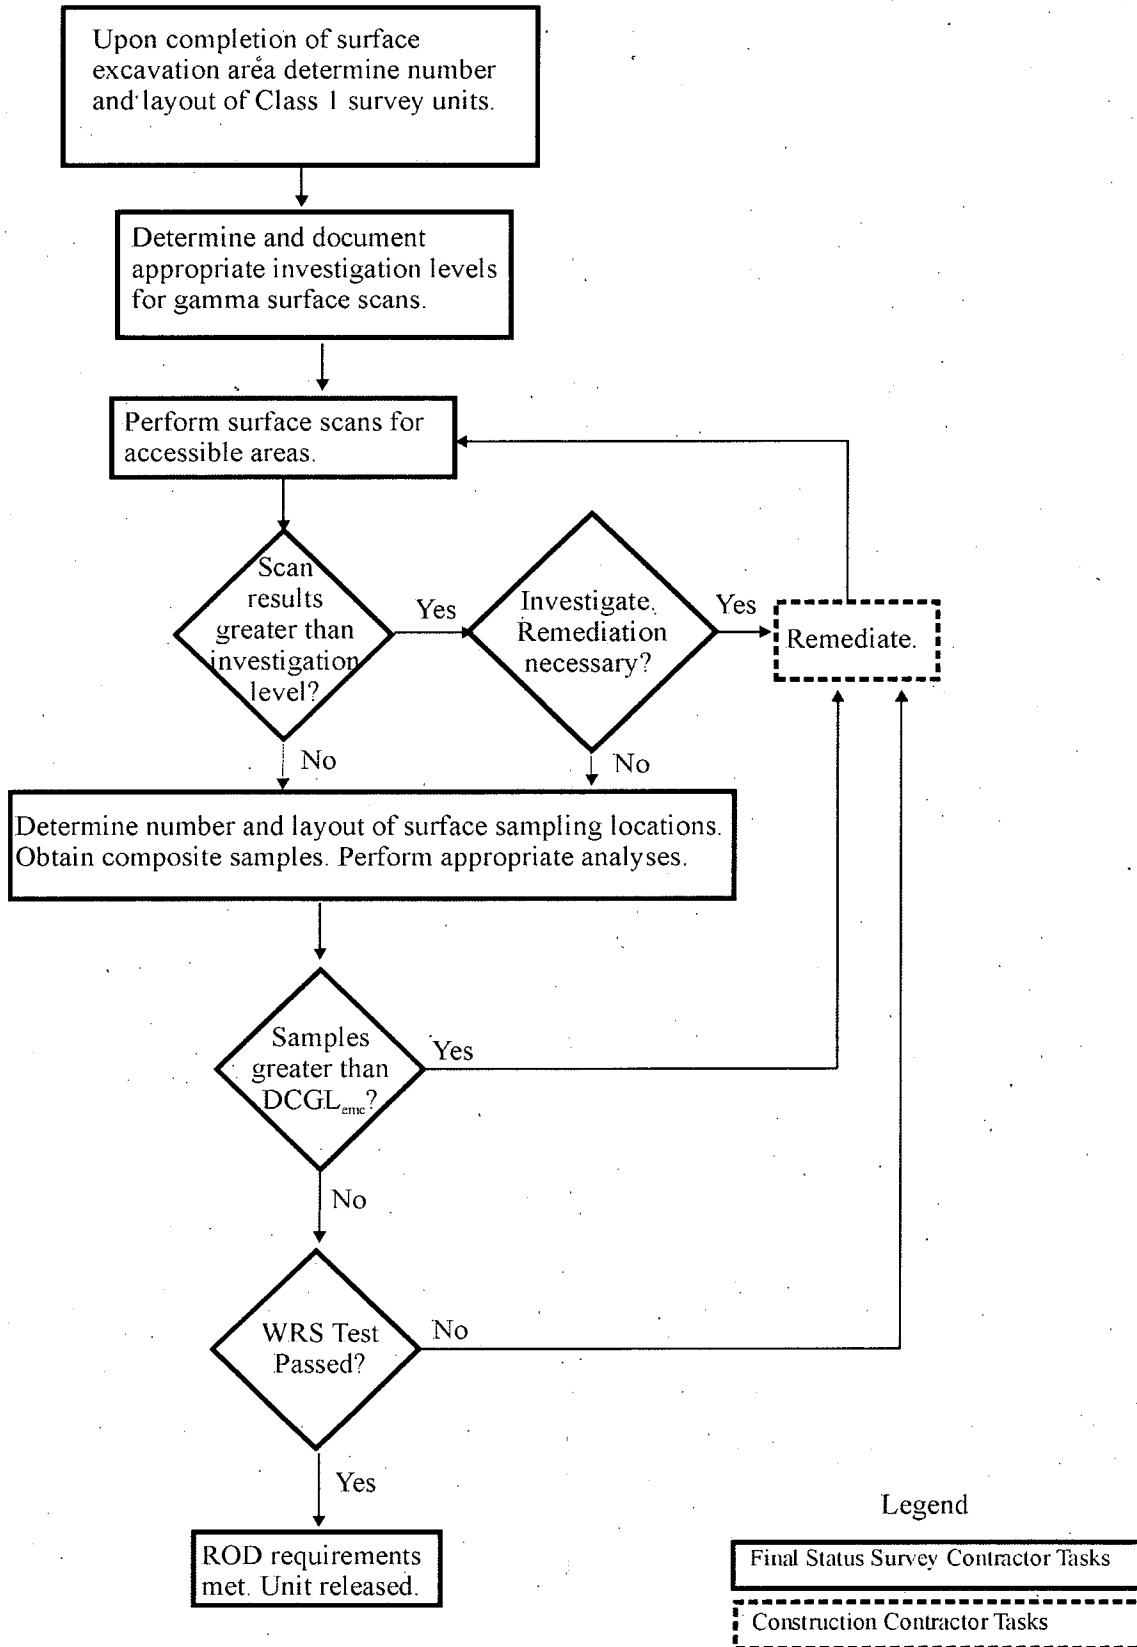 Upon completion of surface
excavation area determine number
and layout of Class 1 survey units.
Determine and document
appropriate investigation levels
for gamma surface scans.
Perform surface scans for
accessible areas.
Scan
results
greater than
investigation
level?
Yes
Investigate.
Remediation
necessary?
Yes
Remediate.
No
No
Determine number and layout of surface sampling locations.
Obtain composite samples. Perform appropriate analyses.
Samples
greater than
DCGLemc?
Yes
No
WRS Test
Passed?
No
Yes
ROD requirements
met. Unit released.
Legend
Final Status Survey Contractor Tasks
Construction Contractor Tasks